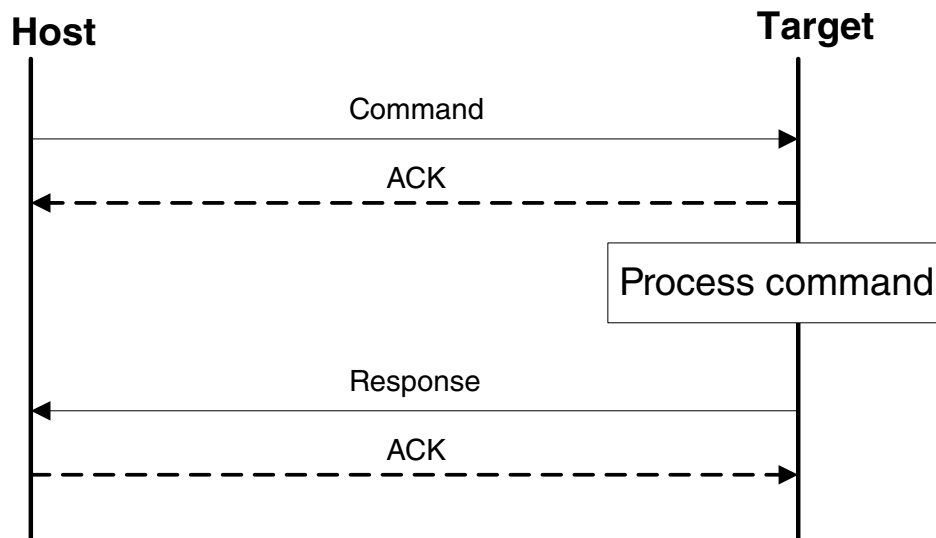 Host
Target
Command
ACK
Process command
Response
ACK